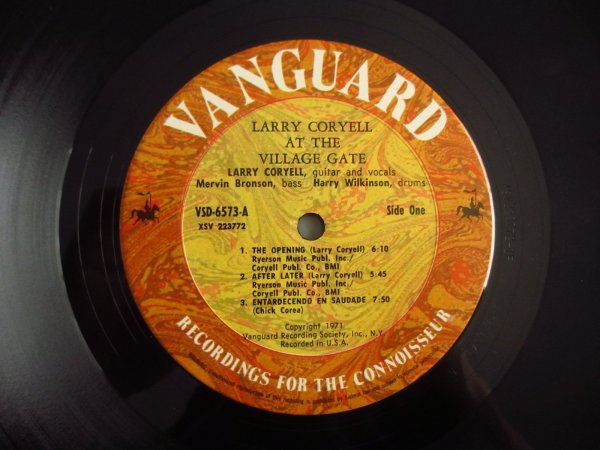 VANGUARD
LARRY CORYELL
AT THE
VILLAGE GATE
LARRY CORYELL, guitar and vocals
Mervin Bronson, bass Harry Wilkinson, drums
VSD-6573-A Side One
XSV 223772
1. THE OPENING (Larry Coryell) 6:10
Ryerson Music Publ. Inc./
Coryell Publ. Co., BMI
2. AFTER LATER (Larry Coryell) 5:45
Ryerson Music Publ. Inc./
Coryell Publ. Co., BMI
3. ENTARDECENDO EN SAUDADE 7:50
(Chick Corea)
Copyright 1971
Vanguard Recording Society, Inc., N.Y.
Recorded in U.S.A.
RECORDINGS FOR THE CONNOISSEUR